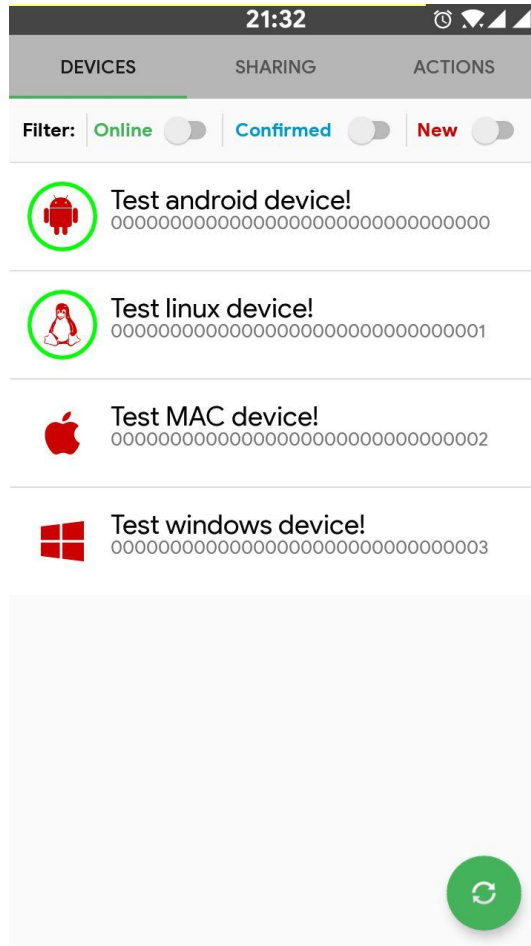 21:32
DEVICES SHARING ACTIONS
Filter: Online Confirmed New
Test android device!
00000000000000000000000000000000
Test linux device!
00000000000000000000000000000001
Test MAC device!
00000000000000000000000000000002
Test windows device!
00000000000000000000000000000003